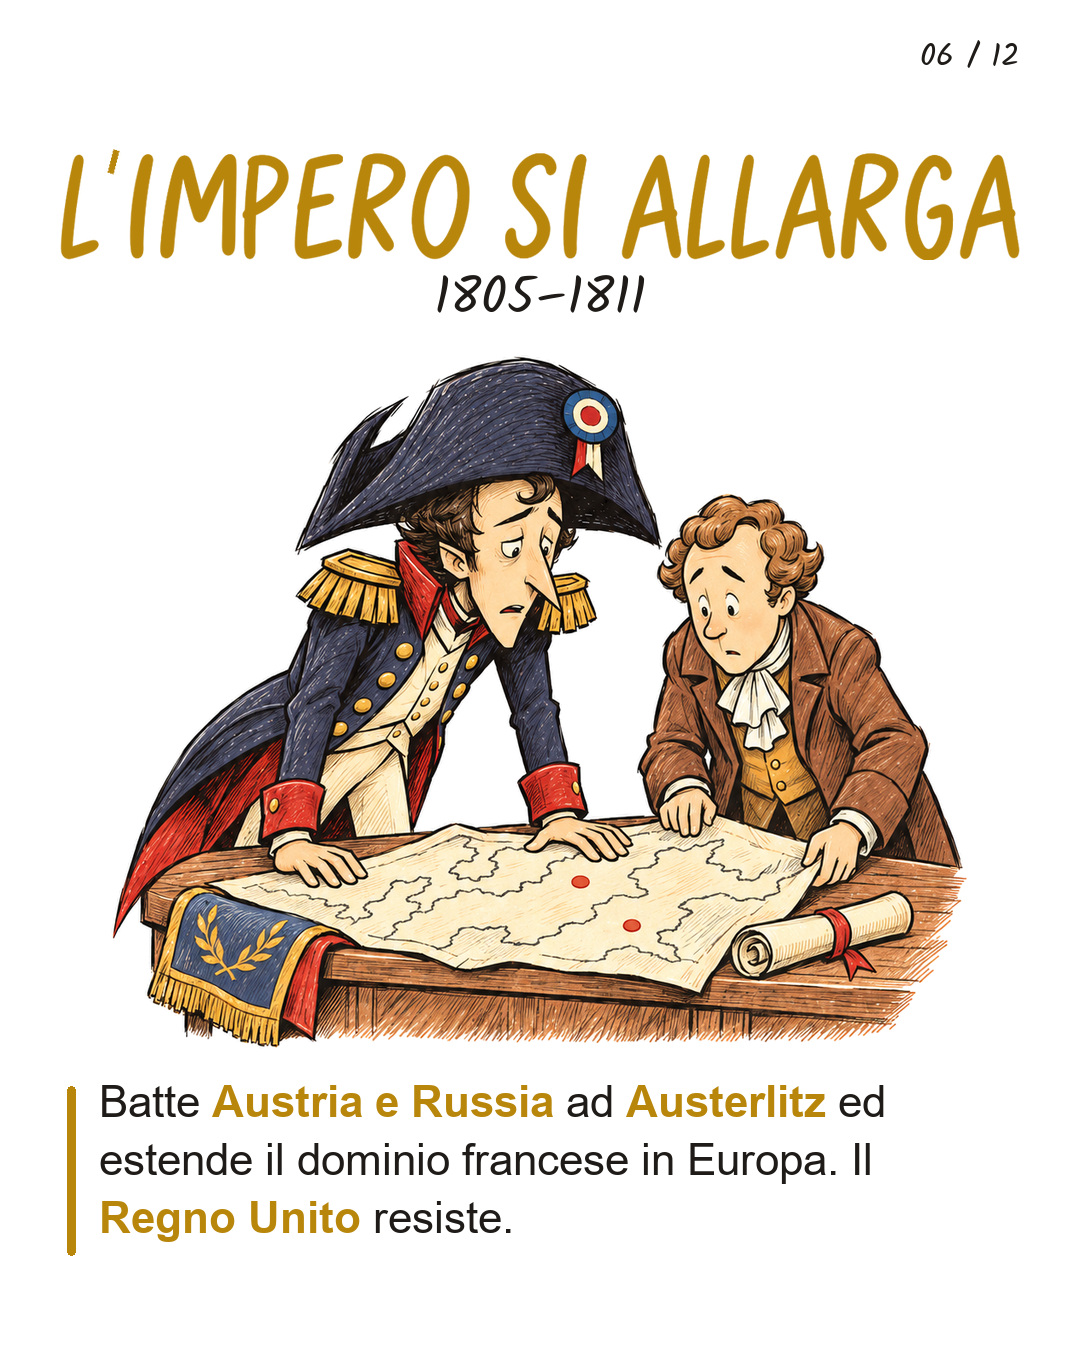 06 / 12
L'IMPERO SI ALLARGA
1805–1811
Batte Austria e Russia ad Austerlitz ed
estende il dominio francese in Europa. Il
Regno Unito resiste.